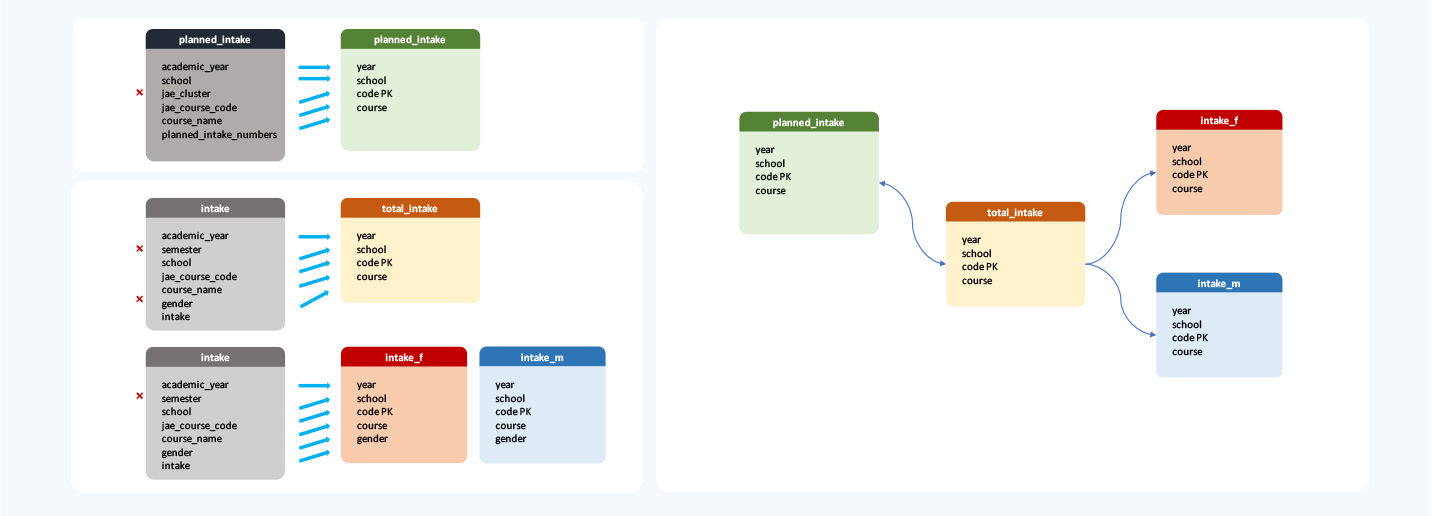 planned_intake
academic_year
school
jae_cluster
jae_course_code
course_name
planned_intake_numbers
planned_intake
year
school
code PK
course
intake
academic_year
semester
school
jae_course_code
course_name
gender
intake
total_intake
year
school
code PK
course
intake
academic_year
semester
school
jae_course_code
course_name
gender
intake
intake_f
year
school
code PK
course
gender
intake_m
year
school
code PK
course
gender
planned_intake
year
school
code PK
course
total_intake
year
school
code PK
course
intake_f
year
school
code PK
course
intake_m
year
school
code PK
course